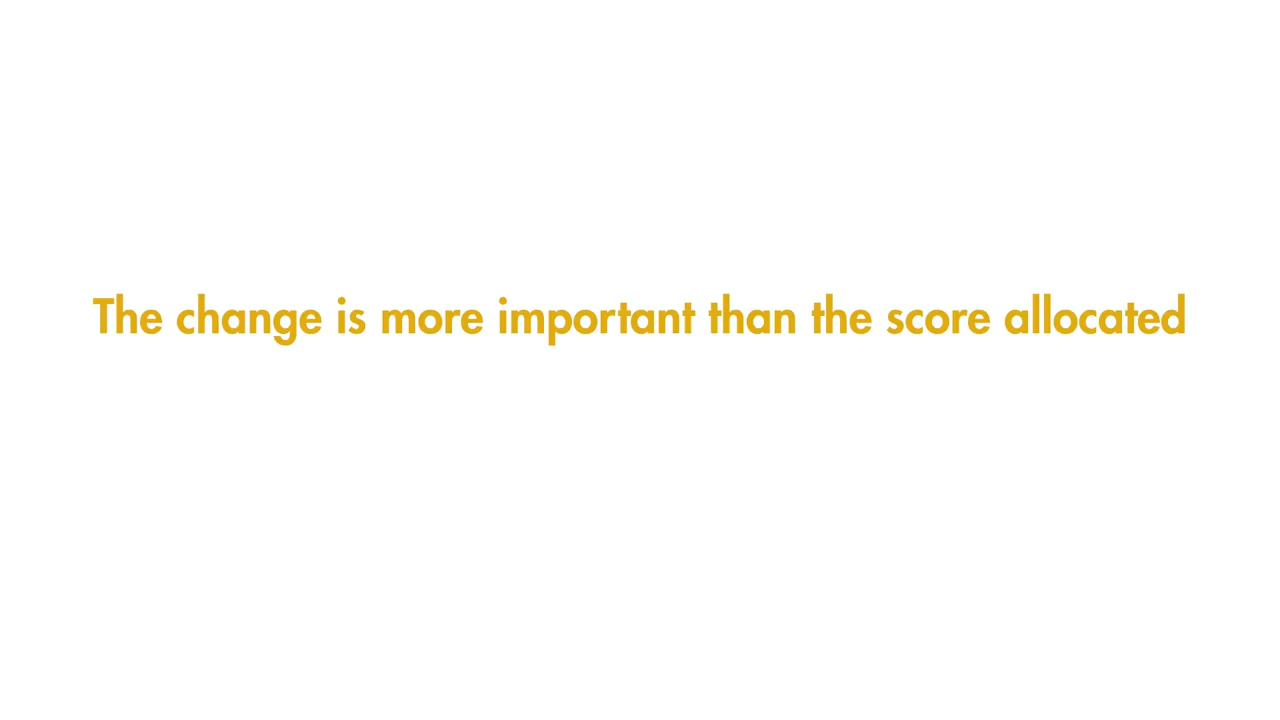 The change is more important than the score allocated